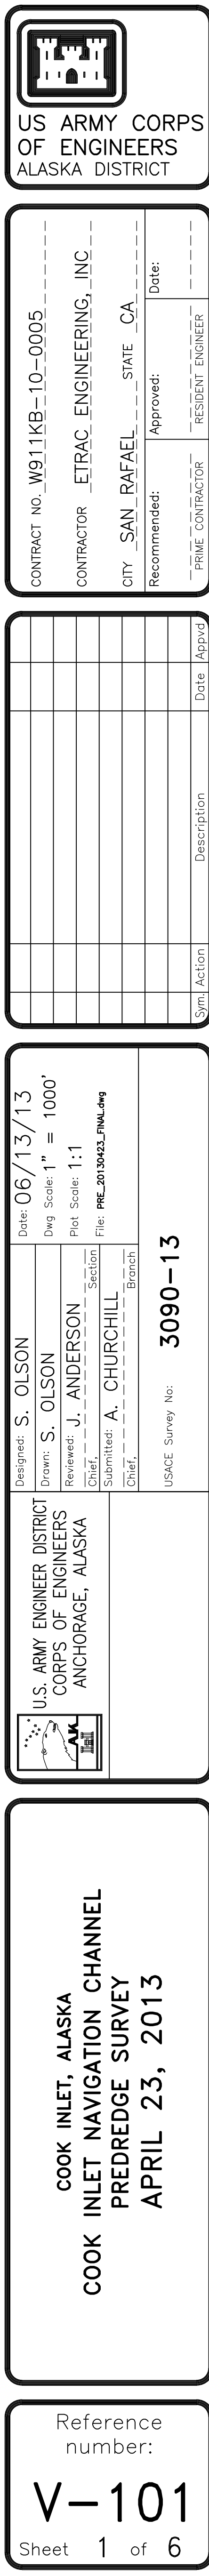 US ARMY CORPS
OF ENGINEERS
ALASKA DISTRICT
CONTRACT NO. W911KB-10-0005
CONTRACTOR ETRAC ENGINEERING, INC
CITY SAN RAFAEL STATE CA
Recommended: Approved: Date:
PRIME CONTRACTOR RESIDENT ENGINEER
Sym. Action Description Date Appvd
U.S. ARMY ENGINEER DISTRICT
CORPS OF ENGINEERS
ANCHORAGE, ALASKA
AK
Designed: S. OLSON
Drawn: S. OLSON
Reviewed: J. ANDERSON
Chief, Section
Submitted: A. CHURCHILL
Chief, Branch
Date: 06/13/13
Dwg Scale: 1" = 1000'
Plot Scale: 1:1
File: PRE_20130423_FINAL.dwg
USACE Survey No: 3090-13
COOK INLET, ALASKA
COOK INLET NAVIGATION CHANNEL
PREDREDGE SURVEY
APRIL 23, 2013
Reference
number:
V-101
Sheet 1 of 6